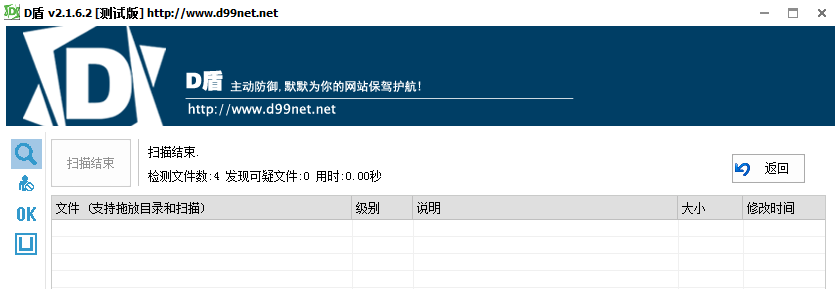 D盾 v2.1.6.2 [测试版] http://www.d99net.net
D盾 主动防御,默默为你的网站保驾护航!
http://www.d99net.net
扫描结束
扫描结束.
检测文件数:4 发现可疑文件:0 用时:0.00秒
返回
OK
文件 (支持拖放目录和扫描) 级别 说明 大小 修改时间